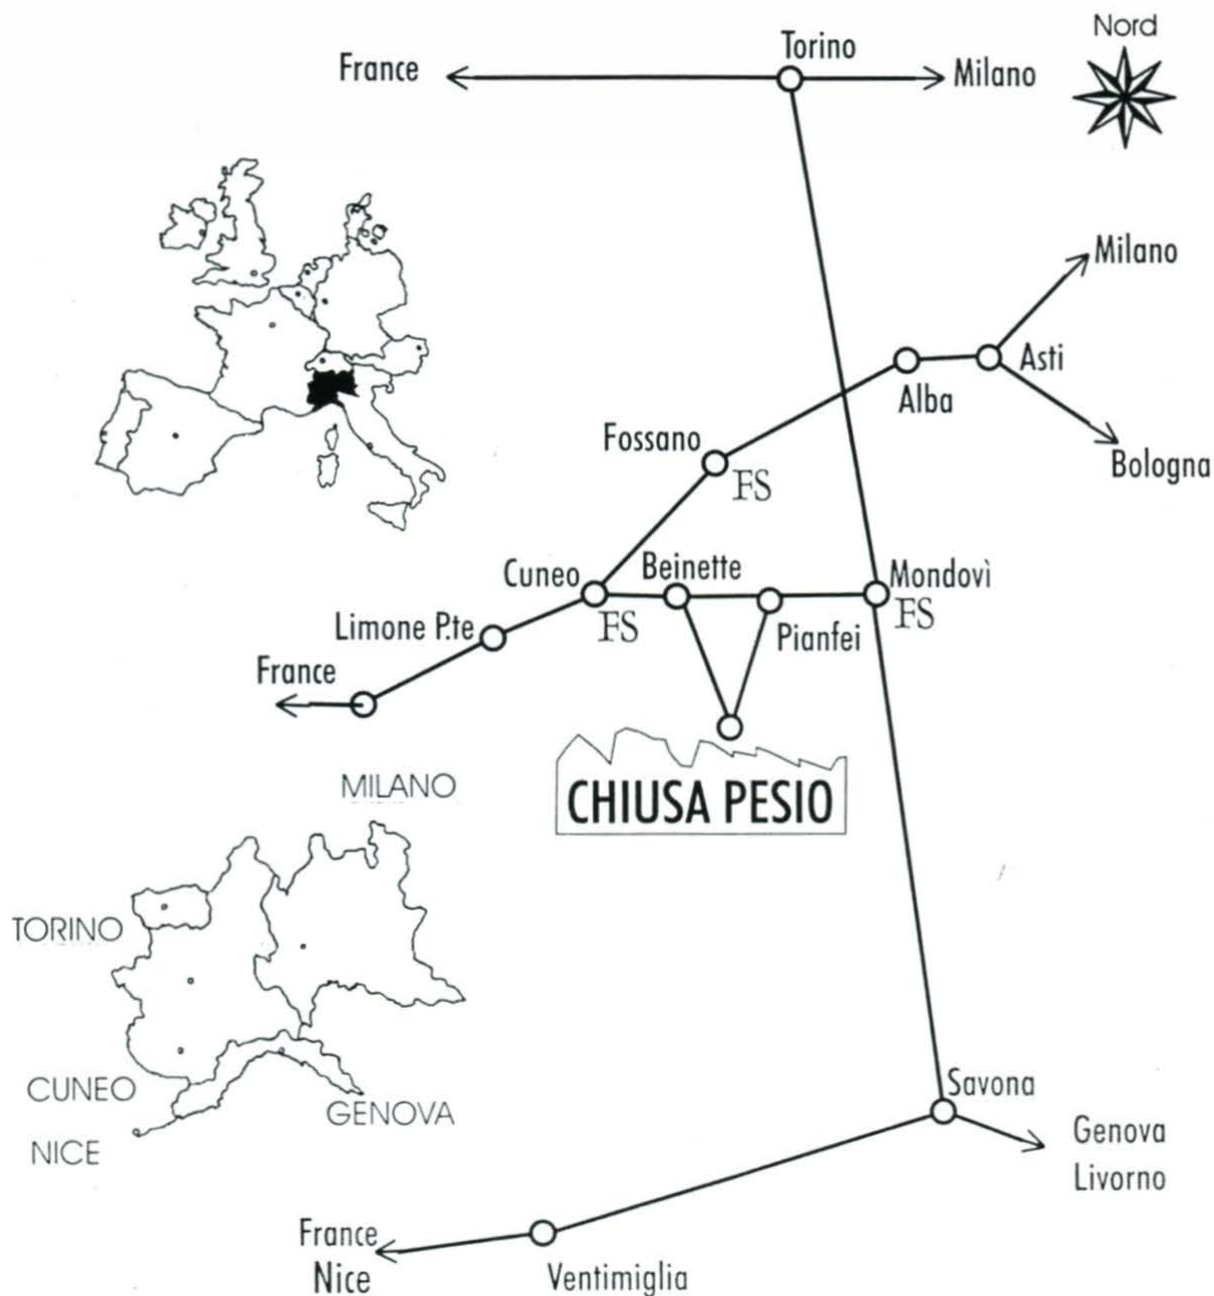 Nord
Torino
France
Milano
Milano
Asti
Alba
Bologna
Fossano
FS
Cuneo
Beinette
Mondovì
FS
FS
Limone P.te
Pianfei
France
CHIUSA PESIO
MILANO
TORINO
CUNEO
GENOVA
NICE
Savona
Genova
Livorno
France
Nice
Ventimiglia